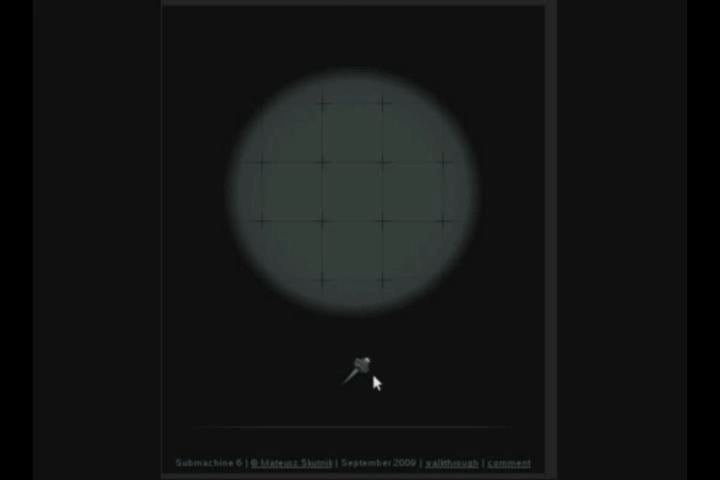 Submachine 6 | © Mateusz Skutnik | September 2009 | walkthrough | comment